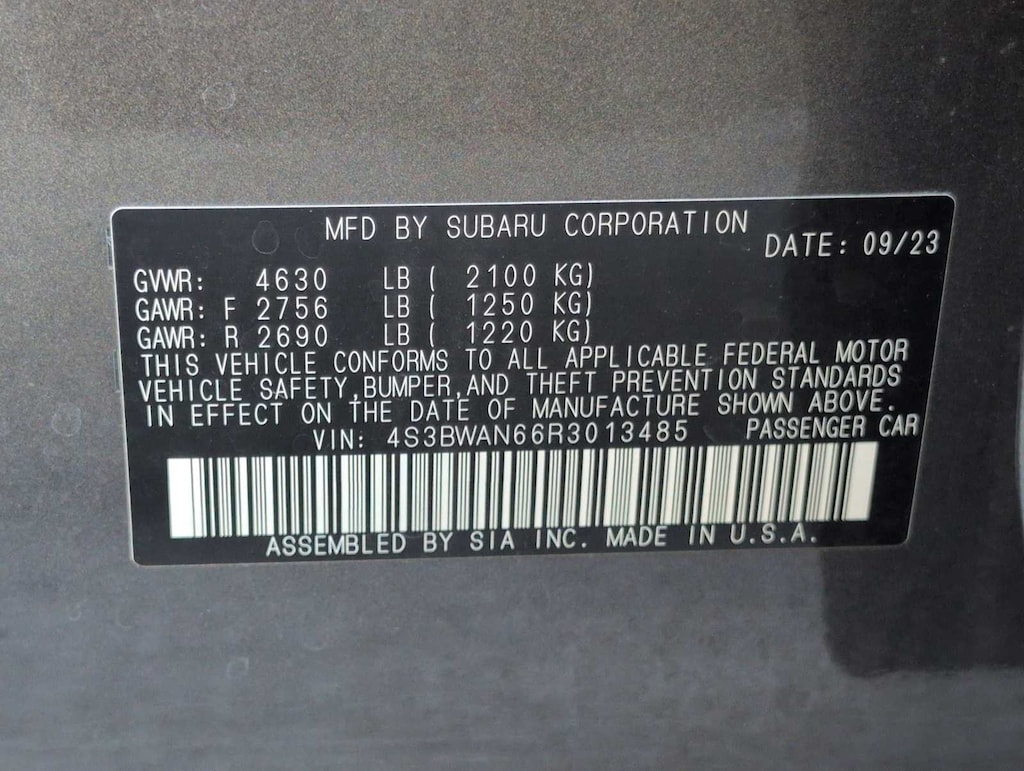 MFD BY SUBARU CORPORATION
DATE: 09/23
GVWR: 4630 LB ( 2100 KG)
GAWR: F 2756 LB ( 1250 KG)
GAWR: R 2690 LB ( 1220 KG)
THIS VEHICLE CONFORMS TO ALL APPLICABLE FEDERAL MOTOR
VEHICLE SAFETY,BUMPER,AND THEFT PREVENTION STANDARDS
IN EFFECT ON THE DATE OF MANUFACTURE SHOWN ABOVE.
VIN: 4S3BWAN66R3013485 PASSENGER CAR
ASSEMBLED BY SIA INC. MADE IN U.S.A.